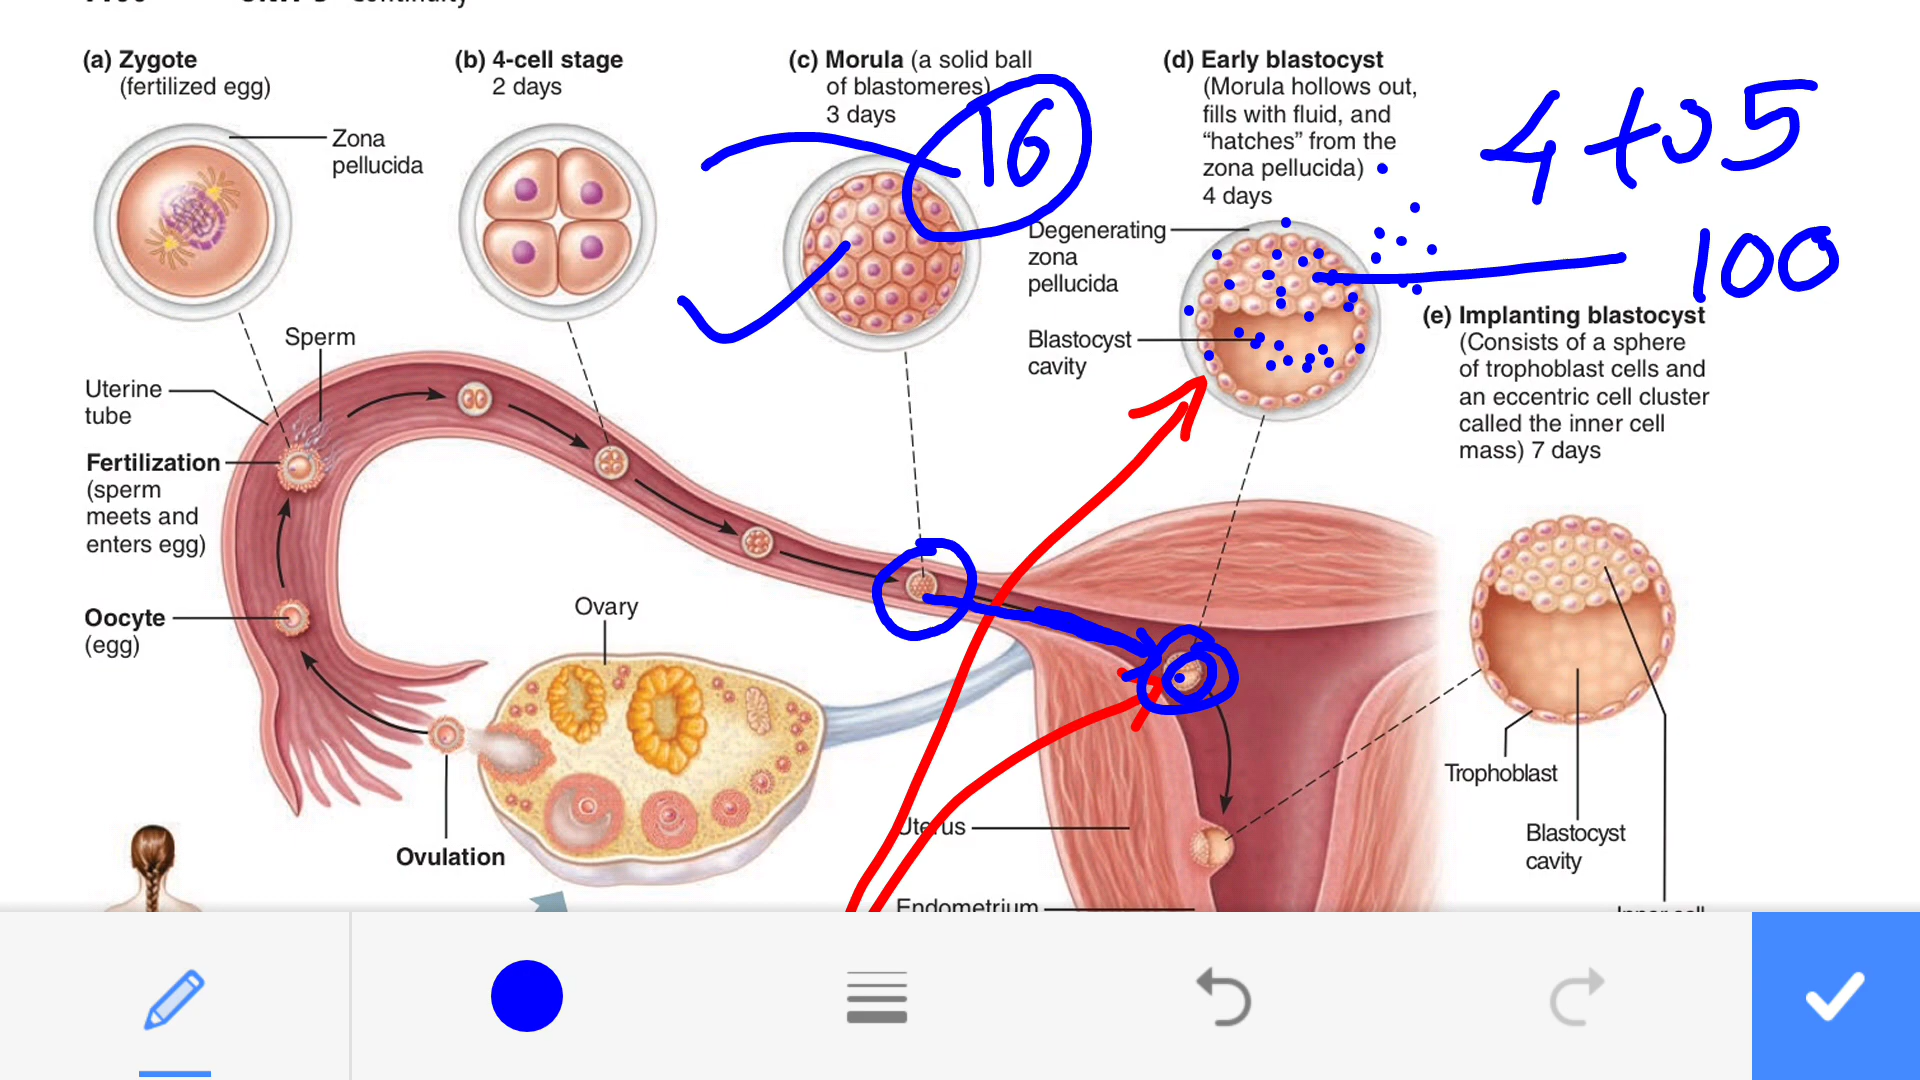 (a) Zygote
(fertilized egg)
Zona
pellucida
(b) 4-cell stage
2 days
(c) Morula (a solid ball
of blastomeres)
3 days
16
(d) Early blastocyst
(Morula hollows out,
fills with fluid, and
“hatches” from the
zona pellucida)
4 days
4 to 5
100
Degenerating
zona
pellucida
Blastocyst
cavity
(e) Implanting blastocyst
(Consists of a sphere
of trophoblast cells and
an eccentric cell cluster
called the inner cell
mass) 7 days
Sperm
Uterine
tube
Fertilization
(sperm
meets and
enters egg)
Oocyte
(egg)
Ovary
Ovulation
Uterus
Endometrium
Trophoblast
Blastocyst
cavity